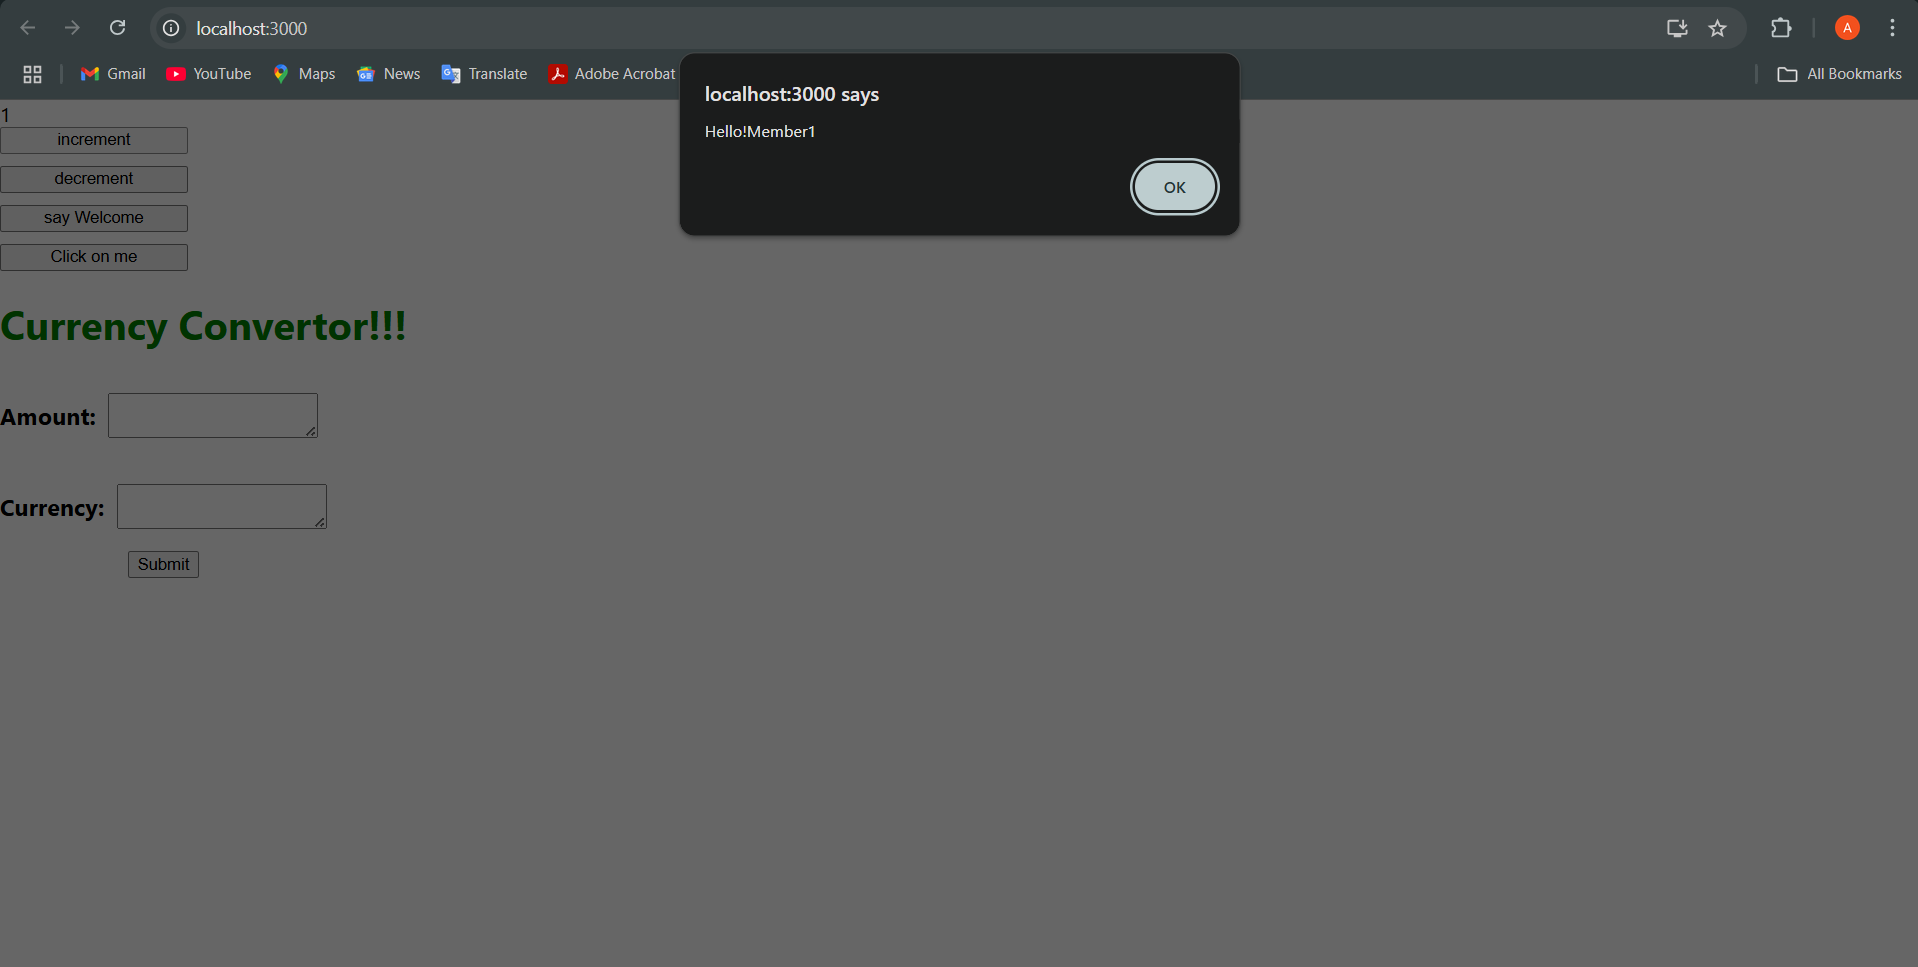 localhost:3000
A
Gmail YouTube Maps News Translate Adobe Acrobat All Bookmarks
localhost:3000 says
Hello!Member1
OK
1
increment
decrement
say Welcome
Click on me
Currency Convertor!!!
Amount:
Currency:
Submit